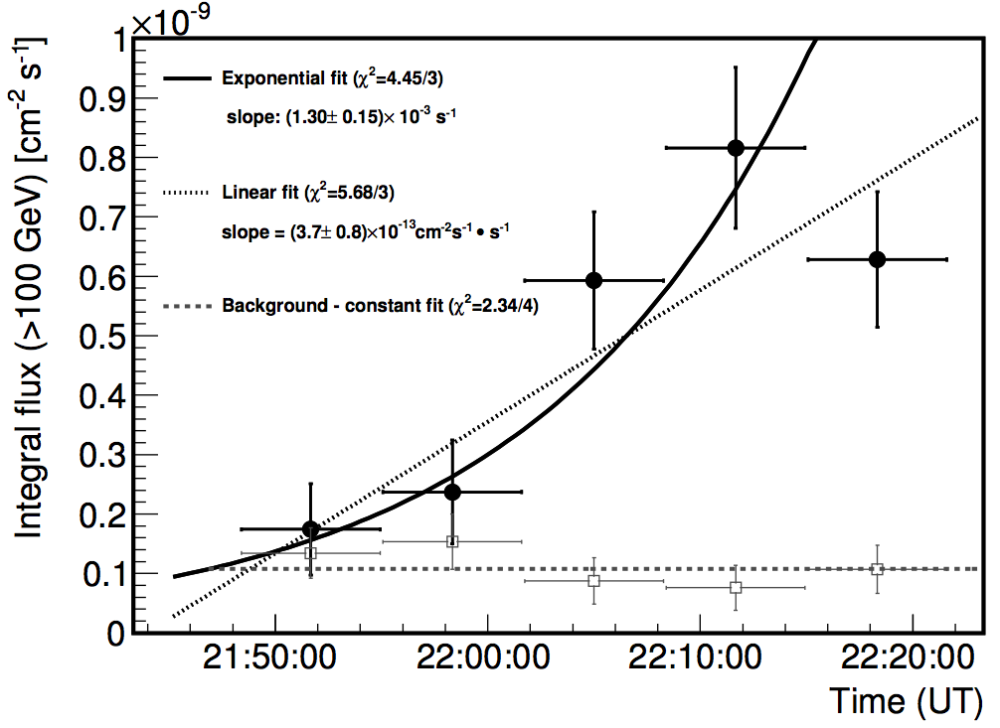 ×10⁻⁹
Integral flux (>100 GeV) [cm⁻² s⁻¹]
1
0.9
0.8
0.7
0.6
0.5
0.4
0.3
0.2
0.1
0
Exponential fit (χ²=4.45/3)
slope: (1.30± 0.15)× 10⁻³ s⁻¹
Linear fit (χ²=5.68/3)
slope = (3.7± 0.8)×10⁻¹³cm⁻²s⁻¹ • s⁻¹
Background - constant fit (χ²=2.34/4)
21:50:00 22:00:00 22:10:00 22:20:00
Time (UT)